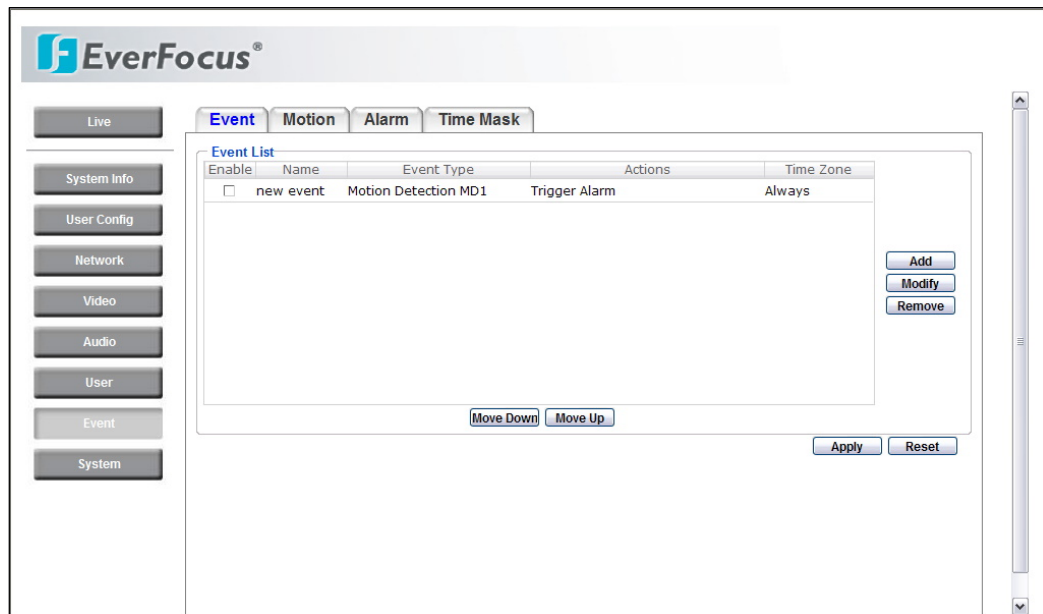 EverFocus®
Live
System Info
User Config
Network
Video
Audio
User
Event
System
Event Motion Alarm Time Mask
Event List
Enable Name Event Type Actions Time Zone
new event Motion Detection MD1 Trigger Alarm Always
Add
Modify
Remove
Move Down Move Up
Apply Reset